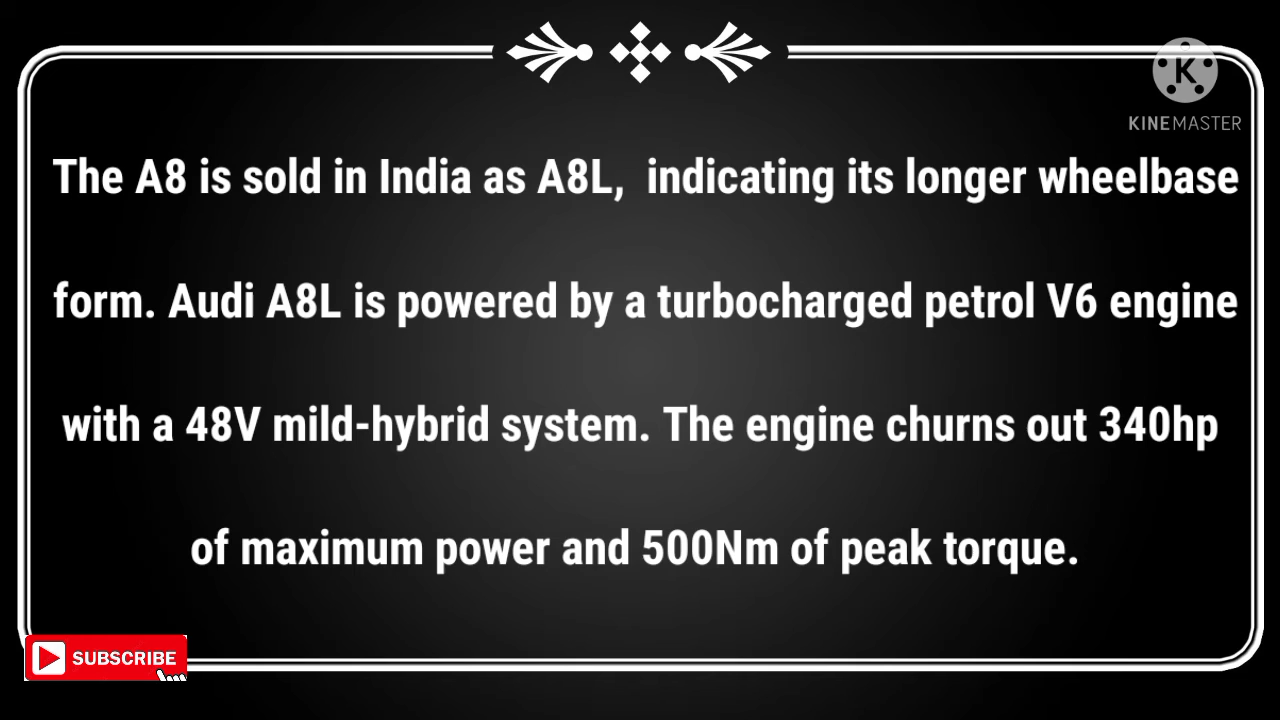 K
KINEMASTER
The A8 is sold in India as A8L, indicating its longer wheelbase
form. Audi A8L is powered by a turbocharged petrol V6 engine
with a 48V mild-hybrid system. The engine churns out 340hp
of maximum power and 500Nm of peak torque.
SUBSCRIBE